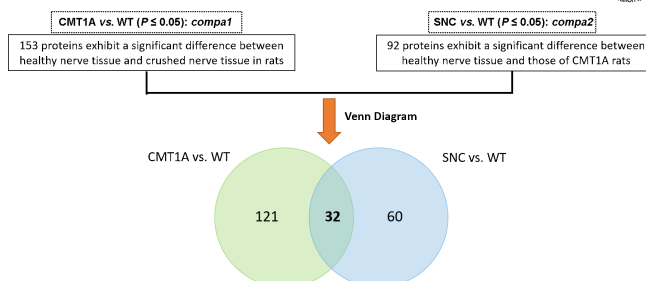 CMT1A vs. WT (P ≤ 0.05): compa1
SNC vs. WT (P ≤ 0.05): compa2
153 proteins exhibit a significant difference between
healthy nerve tissue and crushed nerve tissue in rats
92 proteins exhibit a significant difference between
healthy nerve tissue and those of CMT1A rats
Venn Diagram
CMT1A vs. WT
SNC vs. WT
121
32
60